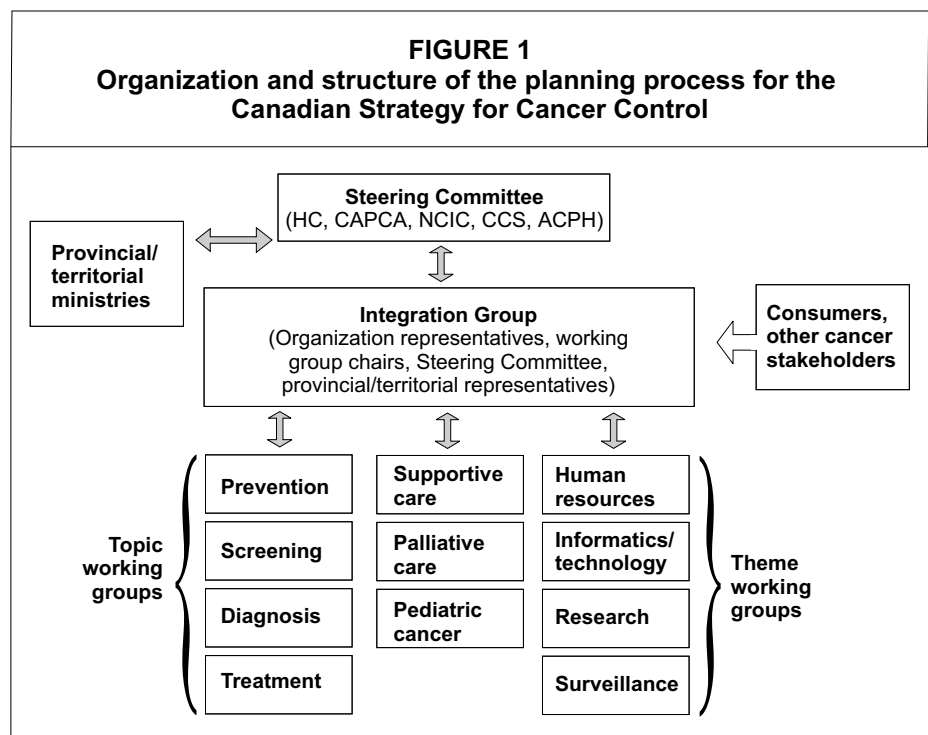 FIGURE 1
Organization and structure of the planning process for the
Canadian Strategy for Cancer Control
Steering Committee
(HC, CAPCA, NCIC, CCS, ACPH)
Provincial/
territorial
ministries
Integration Group
(Organization representatives, working
group chairs, Steering Committee,
provincial/territorial representatives)
Consumers,
other cancer
stakeholders
Topic
working
groups
Prevention
Screening
Diagnosis
Treatment
Supportive
care
Palliative
care
Pediatric
cancer
Human
resources
Informatics/
technology
Research
Surveillance
Theme
working
groups